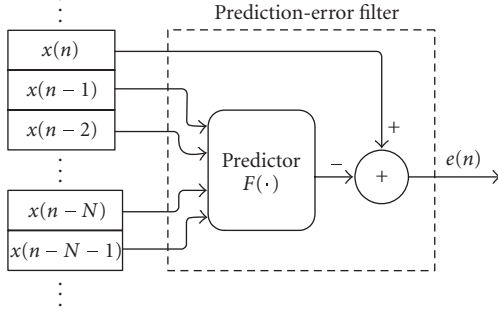 Prediction-error filter
x(n)
x(n − 1)
x(n − 2)
x(n − N)
x(n − N − 1)
Predictor
F(·)
+
−
+
e(n)